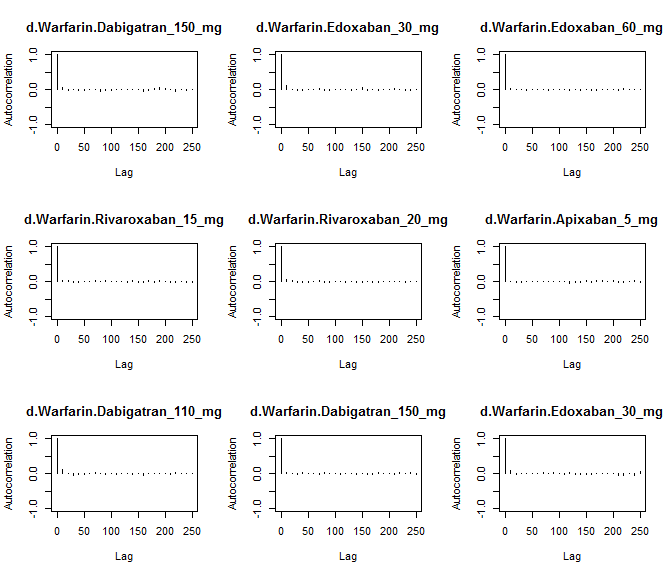 d.Warfarin.Dabigatran_150_mg
d.Warfarin.Edoxaban_30_mg
d.Warfarin.Edoxaban_60_mg
Autocorrelation
1.0
0.0
-1.0
0 50 100 150 200 250
Lag
Autocorrelation
1.0
0.0
-1.0
0 50 100 150 200 250
Lag
Autocorrelation
1.0
0.0
-1.0
0 50 100 150 200 250
Lag
d.Warfarin.Rivaroxaban_15_mg
d.Warfarin.Rivaroxaban_20_mg
d.Warfarin.Apixaban_5_mg
Autocorrelation
1.0
0.0
-1.0
0 50 100 150 200 250
Lag
Autocorrelation
1.0
0.0
-1.0
0 50 100 150 200 250
Lag
Autocorrelation
1.0
0.0
-1.0
0 50 100 150 200 250
Lag
d.Warfarin.Dabigatran_110_mg
d.Warfarin.Dabigatran_150_mg
d.Warfarin.Edoxaban_30_mg
Autocorrelation
1.0
0.0
-1.0
0 50 100 150 200 250
Lag
Autocorrelation
1.0
0.0
-1.0
0 50 100 150 200 250
Lag
Autocorrelation
1.0
0.0
-1.0
0 50 100 150 200 250
Lag